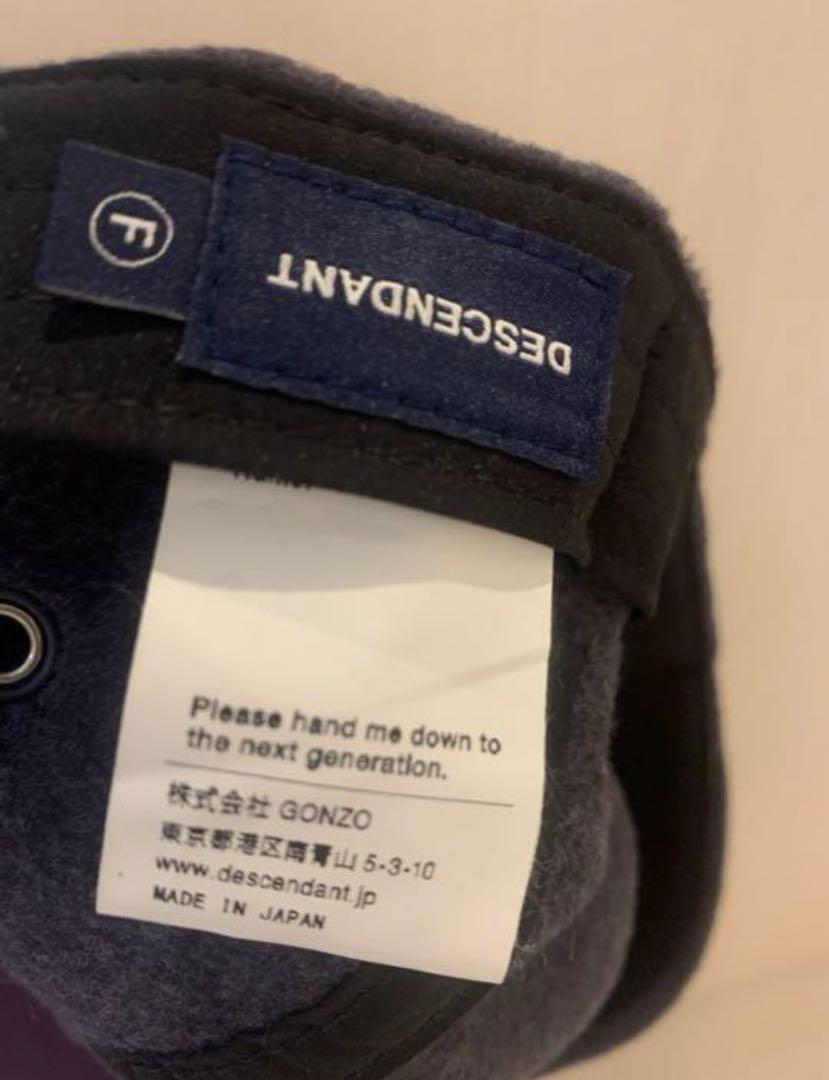 F
DESCENDANT
Please hand me down to
the next generation.
株式会社 GONZO
東京都港区南青山 5-3-10
www.descendant.jp
MADE IN JAPAN